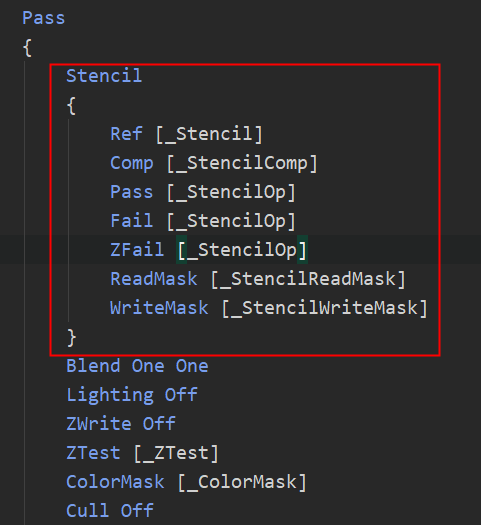 Pass
{
Stencil
{
Ref [_Stencil]
Comp [_StencilComp]
Pass [_StencilOp]
Fail [_StencilOp]
ZFail [_StencilOp]
ReadMask [_StencilReadMask]
WriteMask [_StencilWriteMask]
}
Blend One One
Lighting Off
ZWrite Off
ZTest [_ZTest]
ColorMask [_ColorMask]
Cull Off